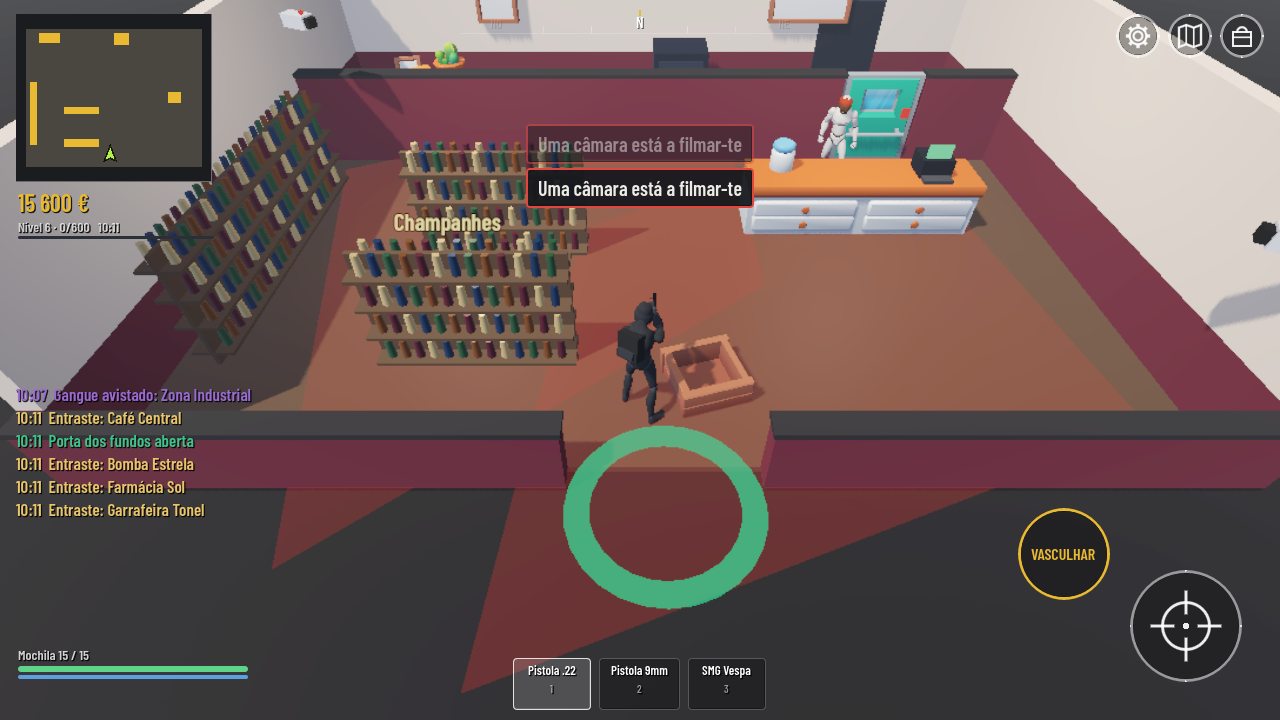 N
Uma câmara está a filmar-te
Uma câmara está a filmar-te
15 600 €
Nível 6 · 0/600 10:11
Champanhes
10:07 Gangue avistado: Zona Industrial
10:11 Entraste: Café Central
10:11 Porta dos fundos aberta
10:11 Entraste: Bomba Estrela
10:11 Entraste: Farmácia Sol
10:11 Entraste: Garrafeira Tonel
VASCULHAR
Mochila 15 / 15
Pistola .22
1
Pistola 9mm
2
SMG Vespa
3